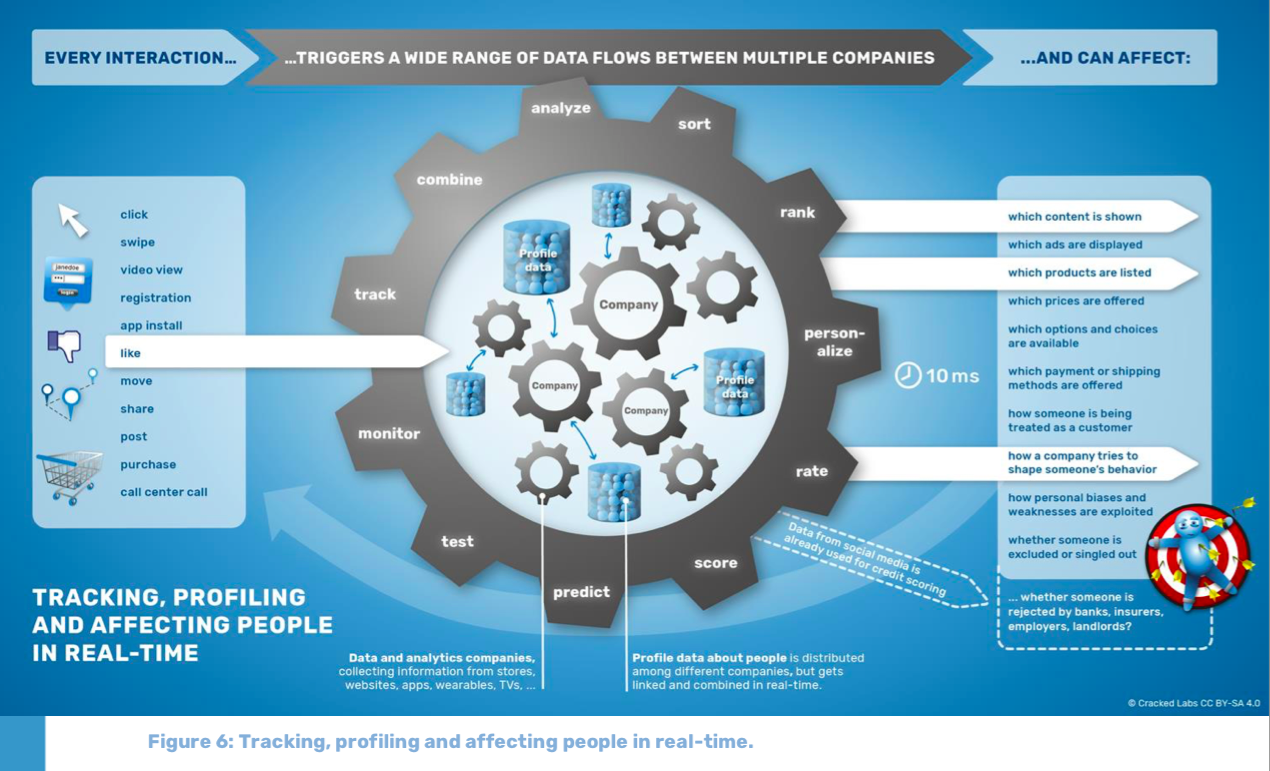 EVERY INTERACTION...
...TRIGGERS A WIDE RANGE OF DATA FLOWS BETWEEN MULTIPLE COMPANIES
...AND CAN AFFECT:
janedoe
login
click
swipe
video view
registration
app install
like
move
share
post
purchase
call center call
analyze
sort
combine
rank
track
person-
alize
monitor
rate
test
score
predict
Profile
data
Company
Company
Company
Profile
data
10 ms
which content is shown
which ads are displayed
which products are listed
which prices are offered
which options and choices
are available
which payment or shipping
methods are offered
how someone is being
treated as a customer
how a company tries to
shape someone's behavior
how personal biases and
weaknesses are exploited
whether someone is
excluded or singled out
... whether someone is
rejected by banks, insurers,
employers, landlords?
Data from social media is
already used for credit scoring
TRACKING, PROFILING
AND AFFECTING PEOPLE
IN REAL-TIME
Data and analytics companies,
collecting information from stores,
websites, apps, wearables, TVs, ...
Profile data about people is distributed
among different companies, but gets
linked and combined in real-time.
© Cracked Labs CC BY-SA 4.0
Figure 6: Tracking, profiling and affecting people in real-time.